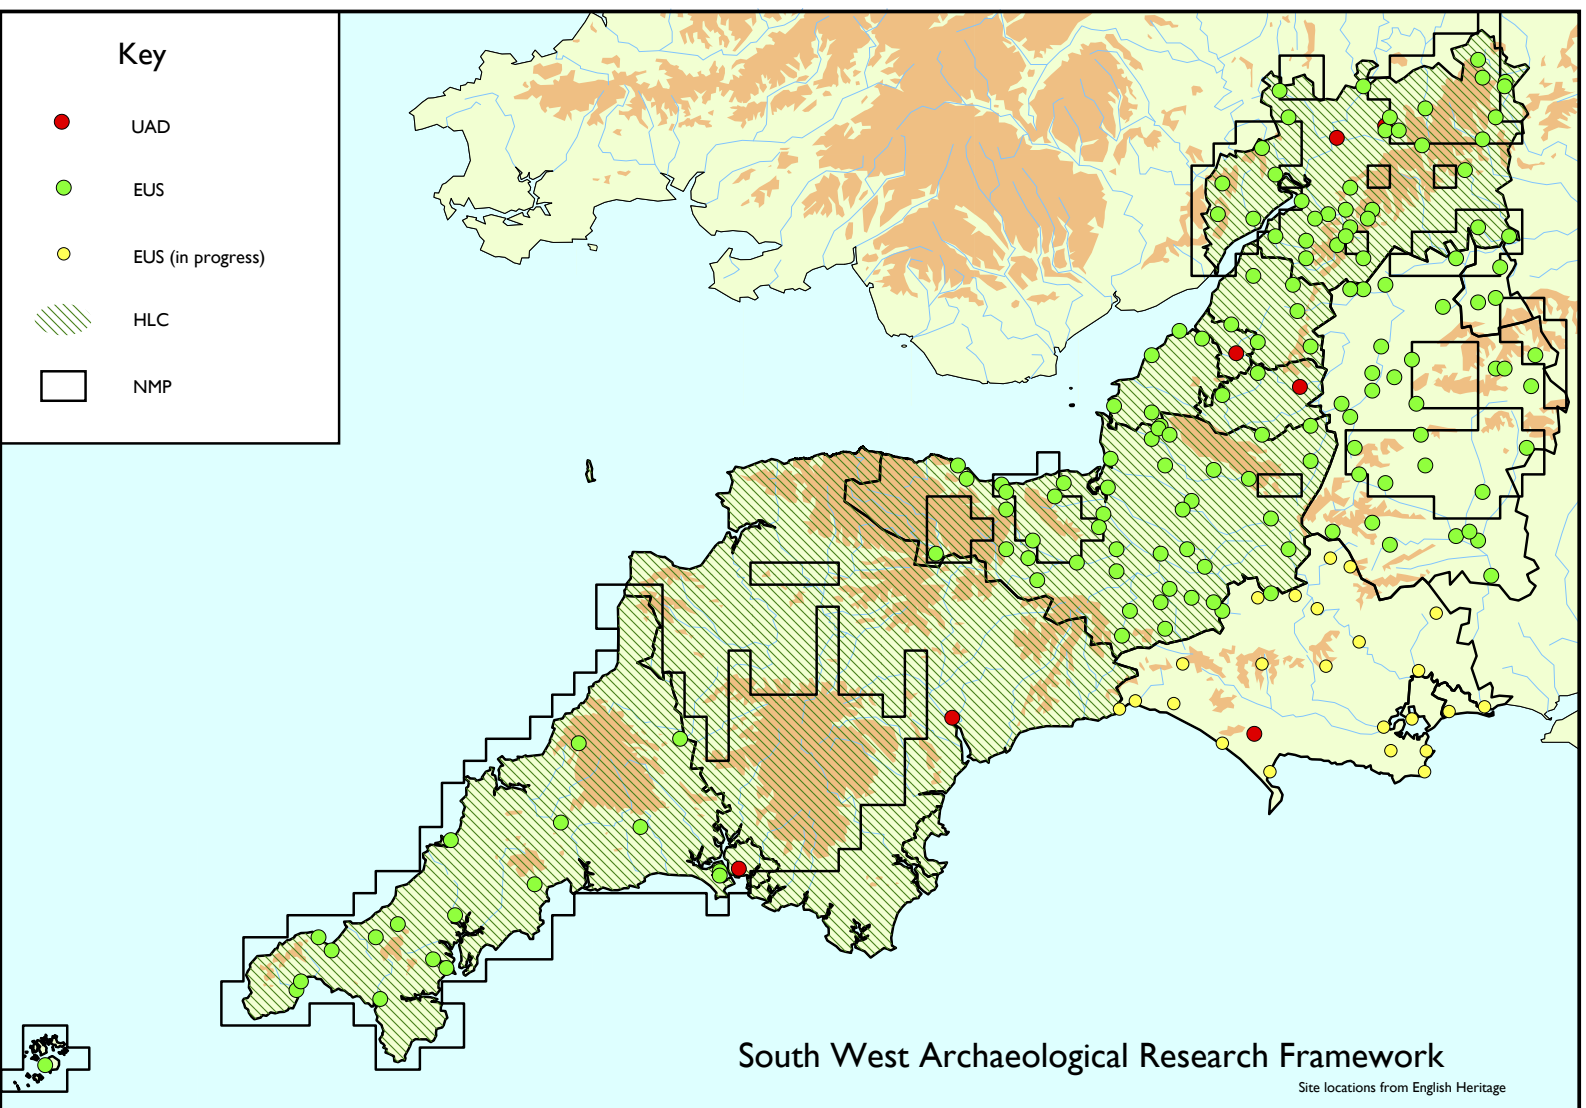 Key
UAD
EUS
EUS (in progress)
HLC
NMP
South West Archaeological Research Framework
Site locations from English Heritage